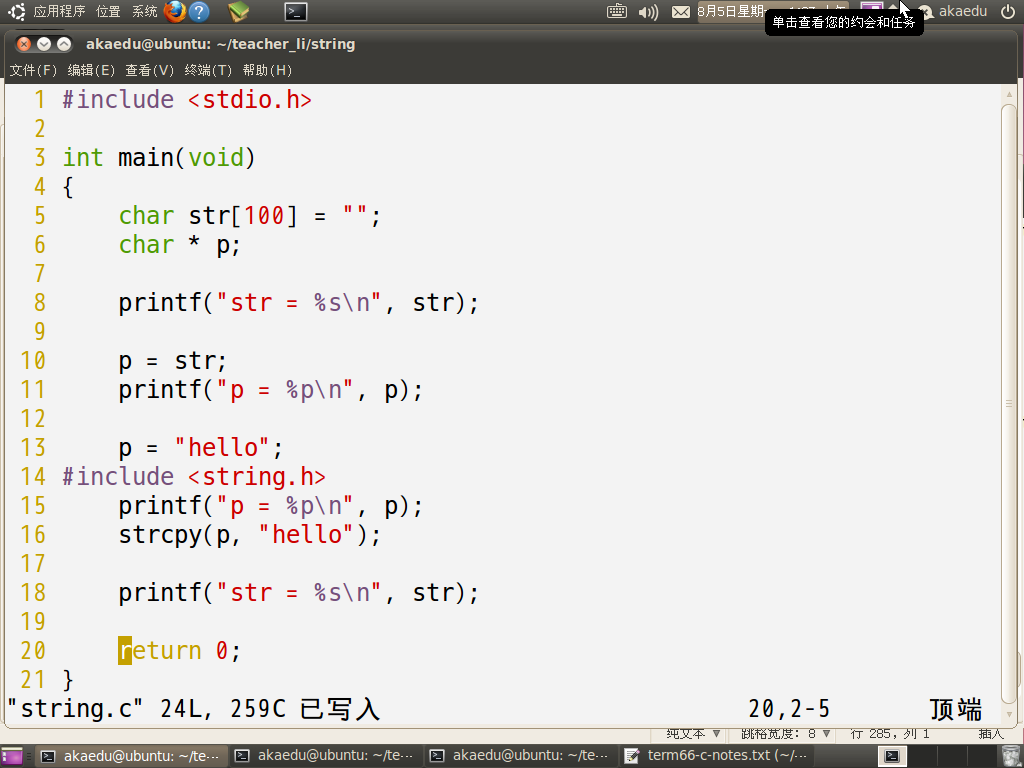 应用程序 位置 系统
8月5日星期
akaedu
单击查看您的约会和任务
akaedu@ubuntu: ~/teacher_li/string
文件(F) 编辑(E) 查看(V) 终端(T) 帮助(H)
1 #include <stdio.h>
2
3 int main(void)
4 {
5 char str[100] = "";
6 char * p;
7
8 printf("str = %s\n", str);
9
10 p = str;
11 printf("p = %p\n", p);
12
13 p = "hello";
14 #include <string.h>
15 printf("p = %p\n", p);
16 strcpy(p, "hello");
17
18 printf("str = %s\n", str);
19
20 return 0;
21 }
"string.c" 24L, 259C 已写入 20,2-5 顶端
纯文本 跳格宽度: 8 行 285, 列 1 插入
akaedu@ubuntu: ~/te··· akaedu@ubuntu: ~/te··· akaedu@ubuntu: ~/te··· term66-c-notes.txt (~/···